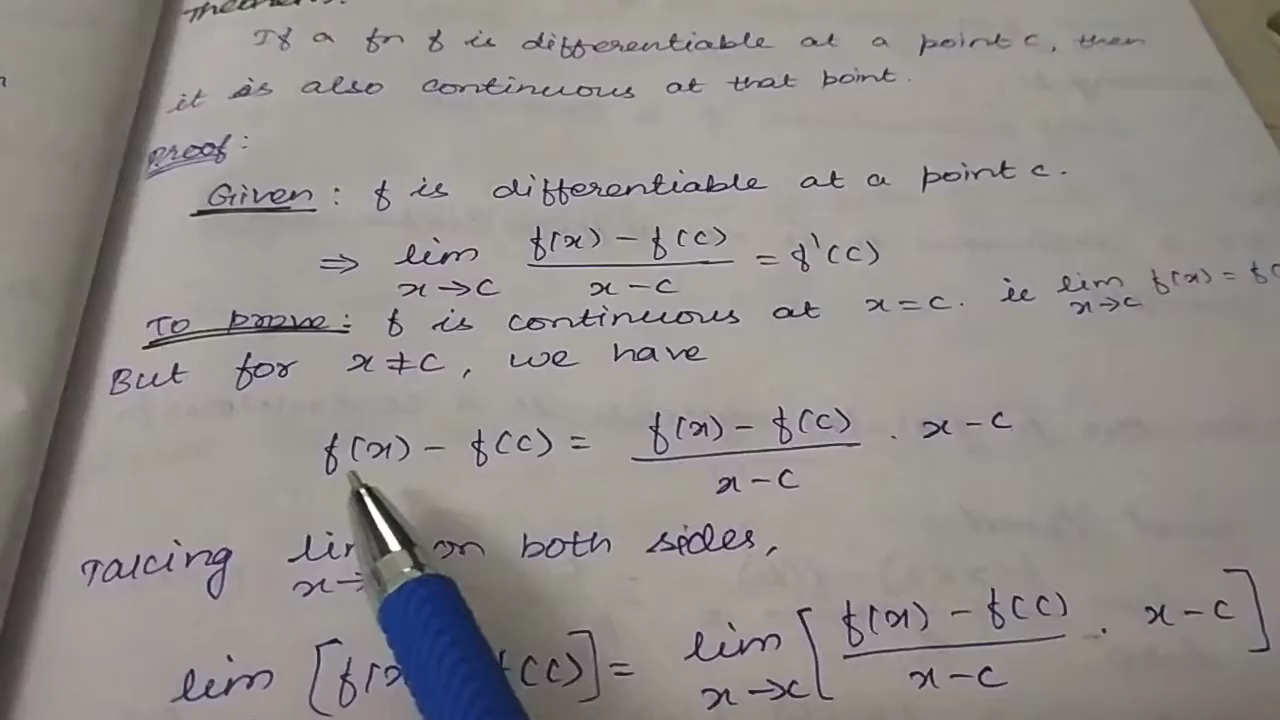 Theorem:
If a fn f is differentiable at a point c, then
it is also continuous at that point.
Proof:
Given: f is differentiable at a point c.
⇒ lim x→c (f(x) − f(c))/(x − c) = f'(c)
To prove: f is continuous at x = c. ie lim x→c f(x) = f(
But for x ≠ c, we have
f(x) − f(c) = (f(x) − f(c))/(x − c) . x − c
Taking on both sides,
lim [f(x) f(c)] = lim x→c [(f(x) − f(c))/(x − c) . x − c]